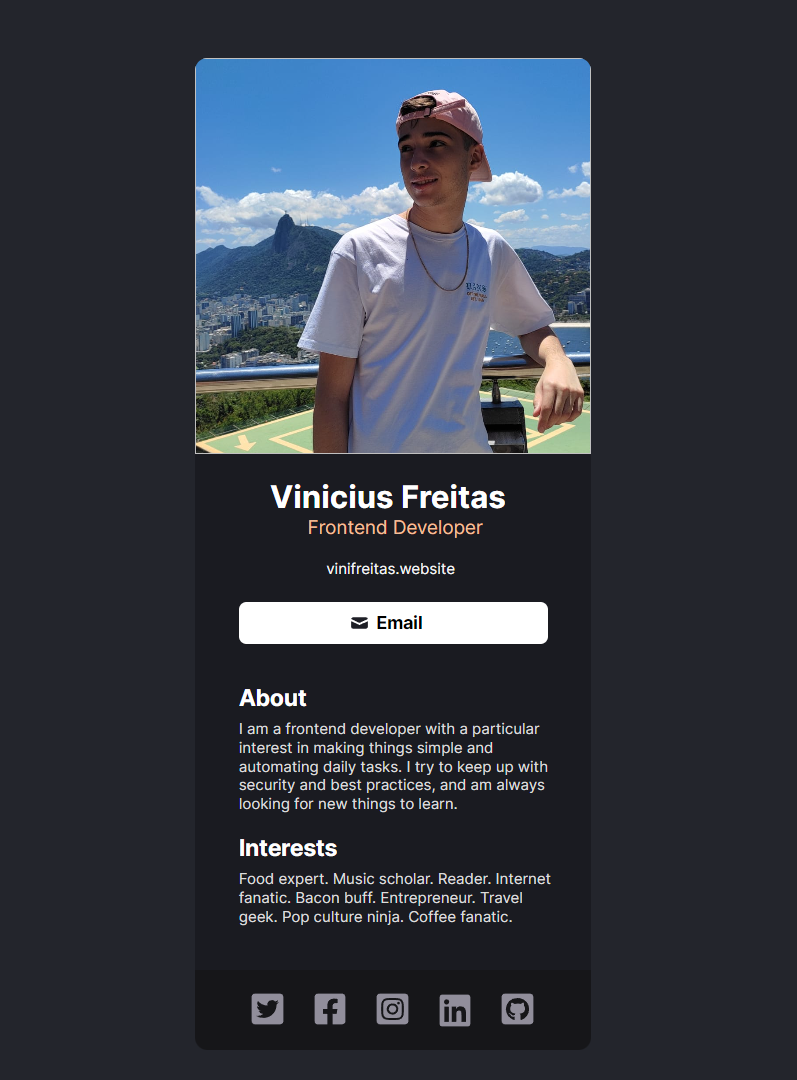 Vinicius Freitas
Frontend Developer
vinifreitas.website
Email
About
I am a frontend developer with a particular
interest in making things simple and
automating daily tasks. I try to keep up with
security and best practices, and am always
looking for new things to learn.
Interests
Food expert. Music scholar. Reader. Internet
fanatic. Bacon buff. Entrepreneur. Travel
geek. Pop culture ninja. Coffee fanatic.